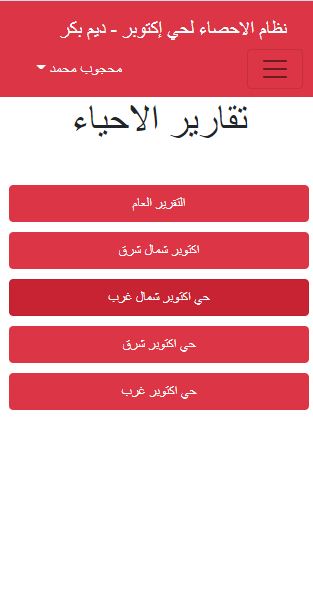 نظام الاحصاء لحي إكتوبر - ديم بكر
محجوب محمد
تقارير الاحياء
التقرير العام
اكتوبر شمال شرق
حي اكتوبر شمال غرب
حي اكتوبر شرق
حي اكتوبر غرب